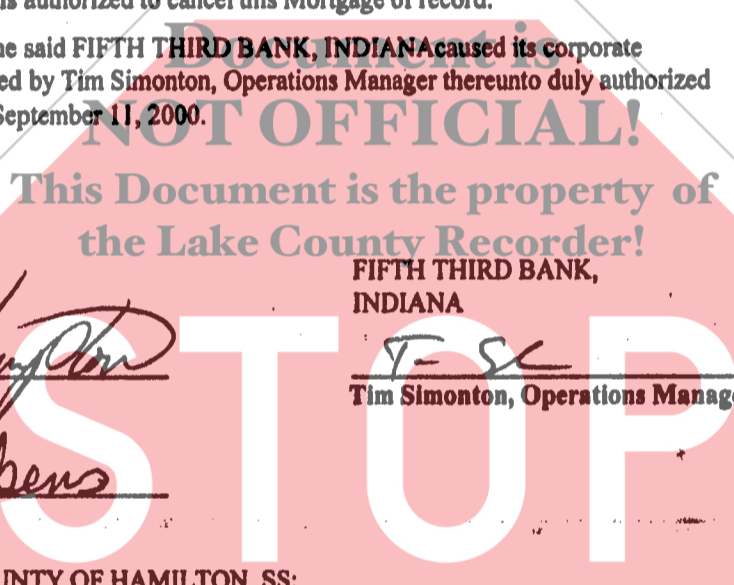 is authorized to cancel this Mortgage of record.
Document is
he said FIFTH THIRD BANK, INDIANAcaused its corporate
ed by Tim Simonton, Operations Manager thereunto duly authorized
September 11, 2000.
NOT OFFICIAL!
This Document is the property of
the Lake County Recorder!
FIFTH THIRD BANK,
INDIANA
Tim Simonton, Operations Manage
STOP
UNTY OF HAMILTON SS: